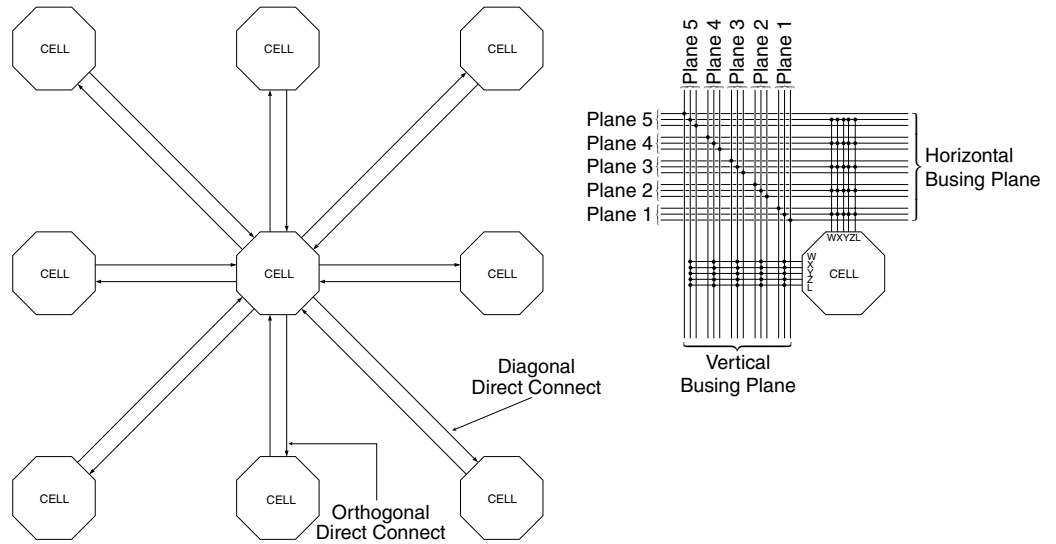 CELL
CELL
CELL
CELL
CELL
CELL
CELL
CELL
CELL
Diagonal
Direct Connect
Orthogonal
Direct Connect
Plane 5
Plane 4
Plane 3
Plane 2
Plane 1
Plane 5
Plane 4
Plane 3
Plane 2
Plane 1
Horizontal
Busing Plane
WXYZL
W
X
Y
Z
L
CELL
Vertical
Busing Plane